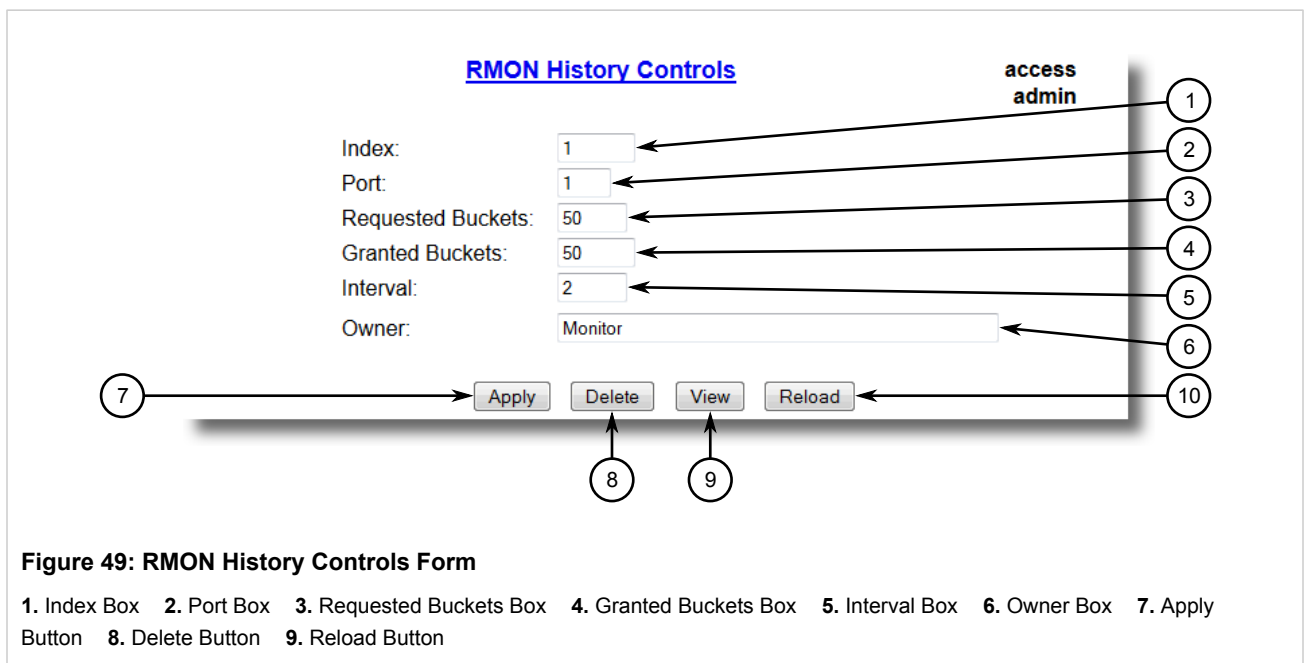 RMON History Controls
access
admin
1
Index: 1
2
Port: 1
3
Requested Buckets: 50
4
Granted Buckets: 50
5
Interval: 2
6
Owner: Monitor
7
Apply Delete View Reload
10
8 9
Figure 49: RMON History Controls Form
1. Index Box 2. Port Box 3. Requested Buckets Box 4. Granted Buckets Box 5. Interval Box 6. Owner Box 7. Apply
Button 8. Delete Button 9. Reload Button